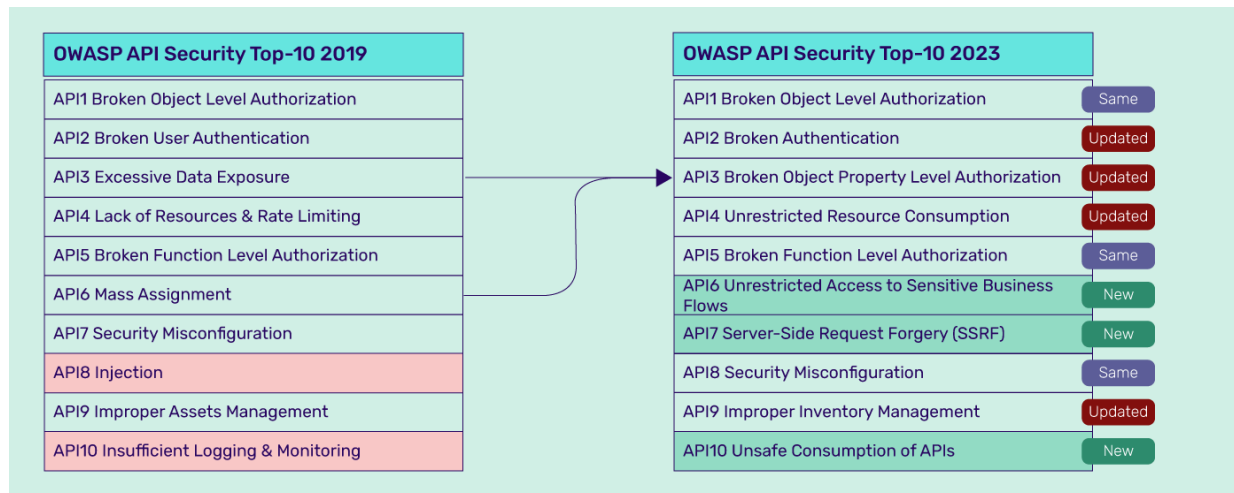 OWASP API Security Top-10 2019
API1 Broken Object Level Authorization
API2 Broken User Authentication
API3 Excessive Data Exposure
API4 Lack of Resources & Rate Limiting
API5 Broken Function Level Authorization
API6 Mass Assignment
API7 Security Misconfiguration
API8 Injection
API9 Improper Assets Management
API10 Insufficient Logging & Monitoring
OWASP API Security Top-10 2023
API1 Broken Object Level Authorization Same
API2 Broken Authentication Updated
API3 Broken Object Property Level Authorization Updated
API4 Unrestricted Resource Consumption Updated
API5 Broken Function Level Authorization Same
API6 Unrestricted Access to Sensitive Business
Flows New
API7 Server-Side Request Forgery (SSRF) New
API8 Security Misconfiguration Same
API9 Improper Inventory Management Updated
API10 Unsafe Consumption of APIs New